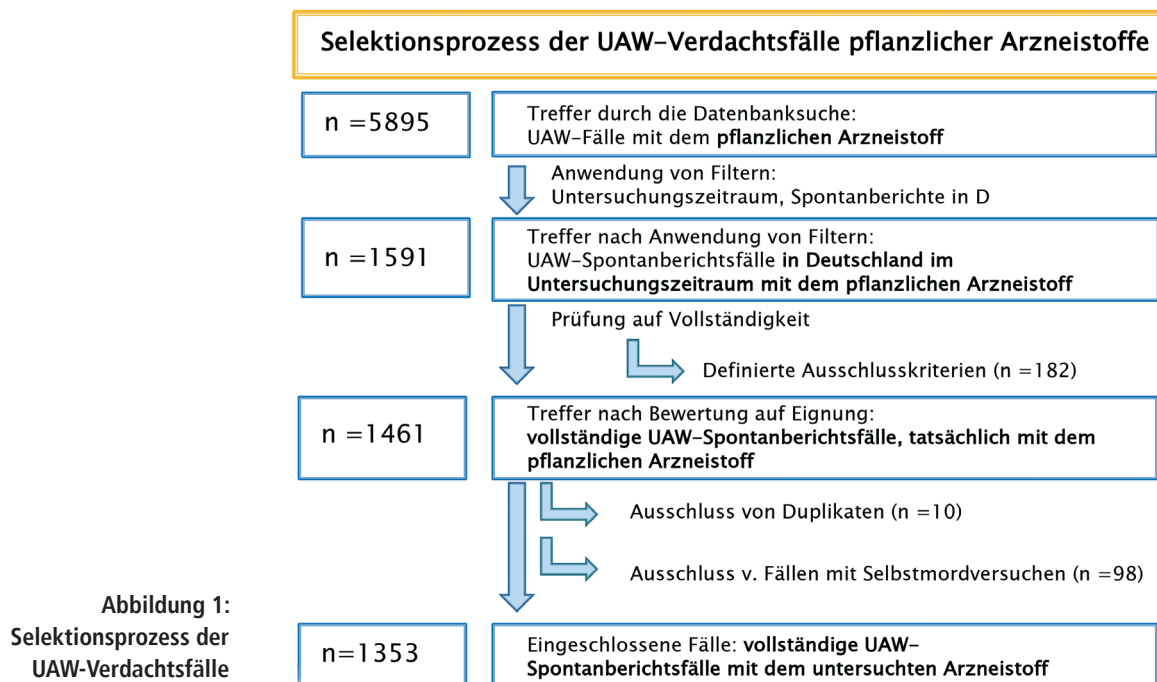 Selektionsprozess der UAW-Verdachtsfälle pflanzlicher Arzneistoffe
n =5895
Treffer durch die Datenbanksuche:
UAW-Fälle mit dem pflanzlichen Arzneistoff
Anwendung von Filtern:
Untersuchungszeitraum, Spontanberichte in D
n =1591
Treffer nach Anwendung von Filtern:
UAW-Spontanberichtsfälle in Deutschland im
Untersuchungszeitraum mit dem pflanzlichen Arzneistoff
Prüfung auf Vollständigkeit
Definierte Ausschlusskriterien (n =182)
n =1461
Treffer nach Bewertung auf Eignung:
vollständige UAW-Spontanberichtsfälle, tatsächlich mit dem
pflanzlichen Arzneistoff
Ausschluss von Duplikaten (n =10)
Ausschluss v. Fällen mit Selbstmordversuchen (n =98)
n=1353
Eingeschlossene Fälle: vollständige UAW-
Spontanberichtsfälle mit dem untersuchten Arzneistoff
Abbildung 1:
Selektionsprozess der
UAW-Verdachtsfälle